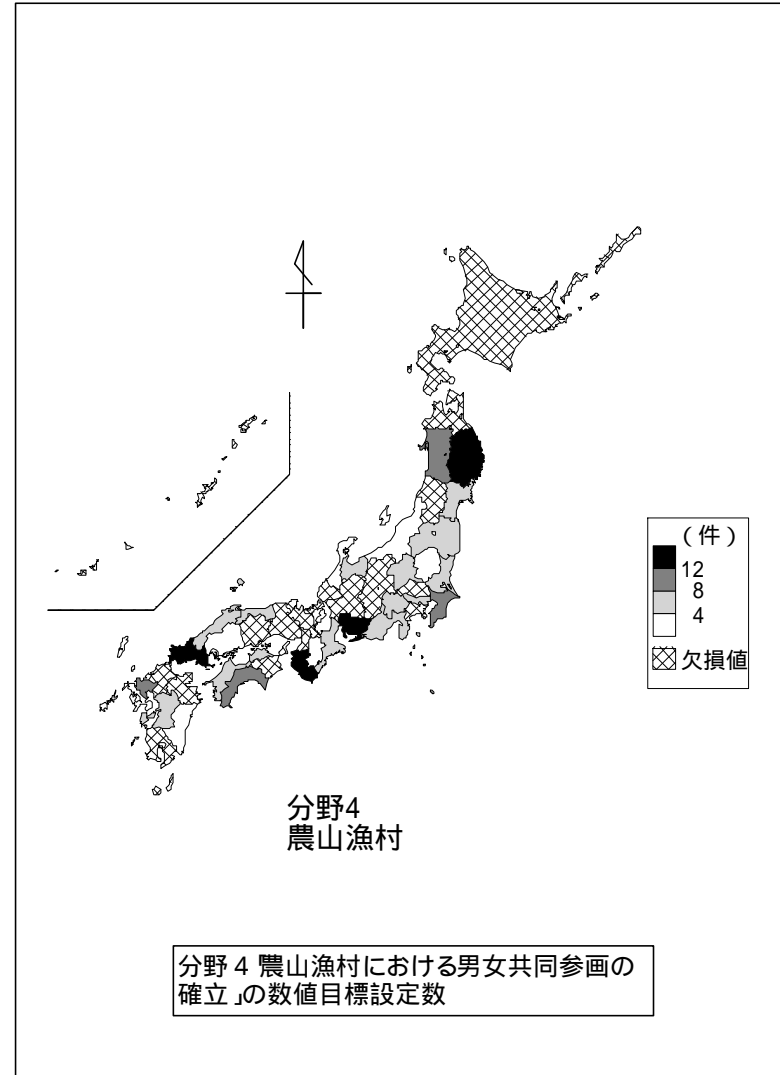 (件)
12
8
4
欠損値
分野4
農山漁村
分野4 農山漁村における男女共同参画の
確立」の数値目標設定数